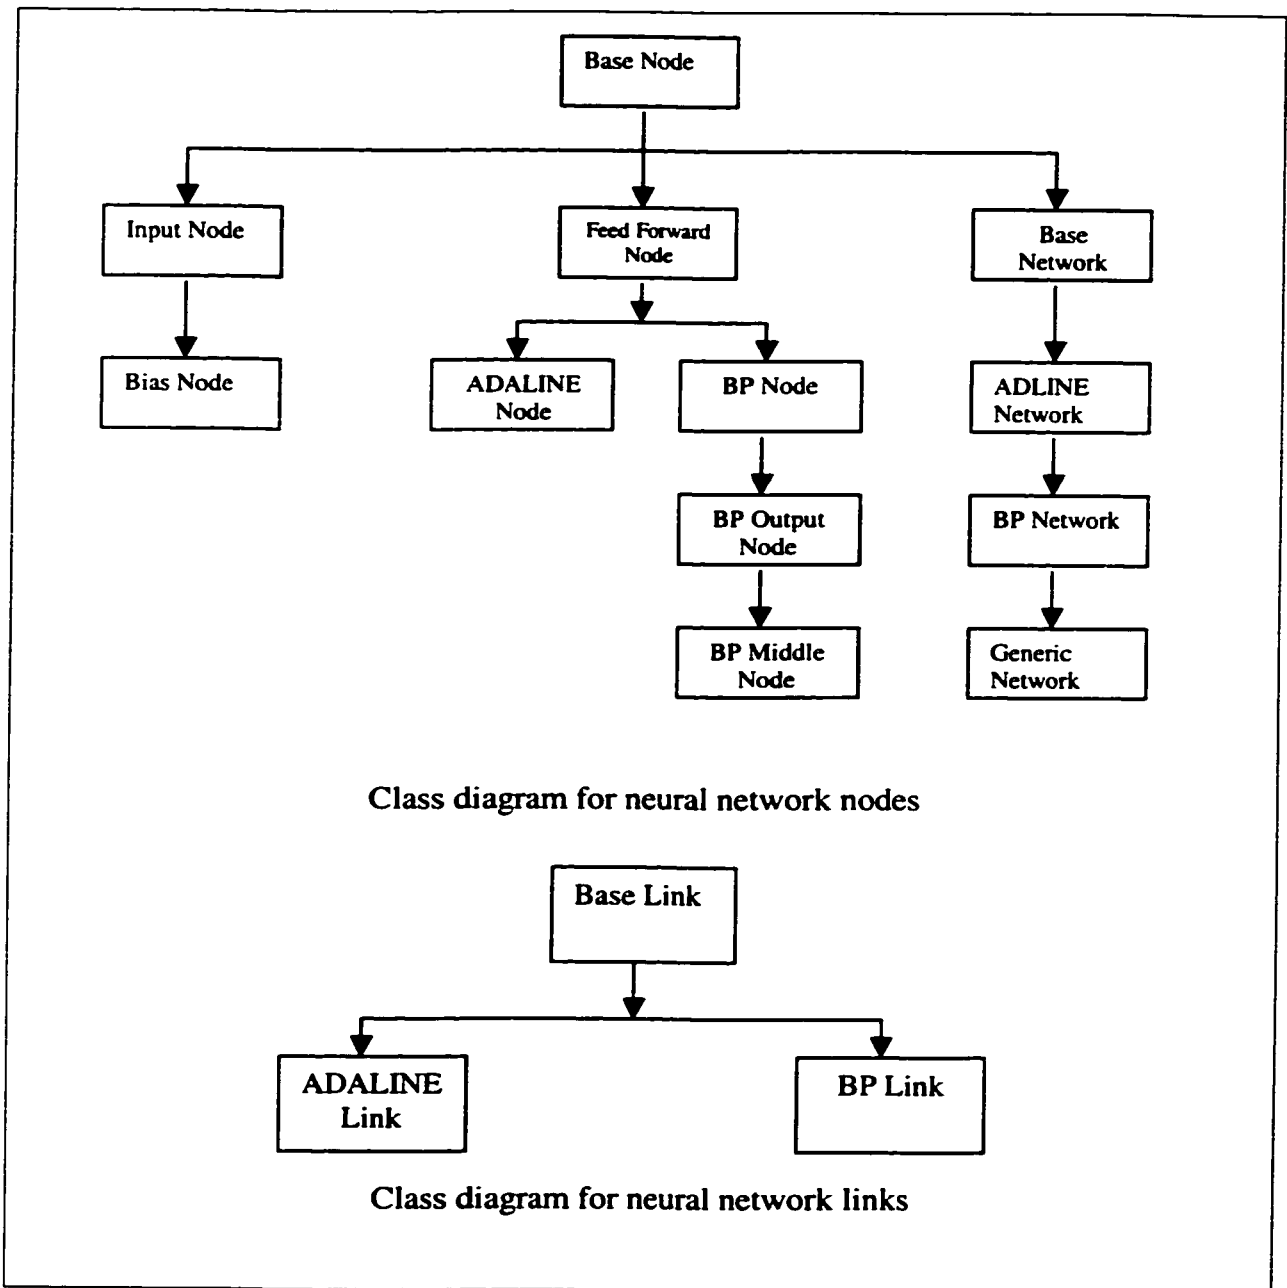 Base Node
Input Node
Feed Forward
Node
Base
Network
Bias Node
ADALINE
Node
BP Node
ADLINE
Network
BP Output
Node
BP Network
BP Middle
Node
Generic
Network
Class diagram for neural network nodes
Base Link
ADALINE
Link
BP Link
Class diagram for neural network links